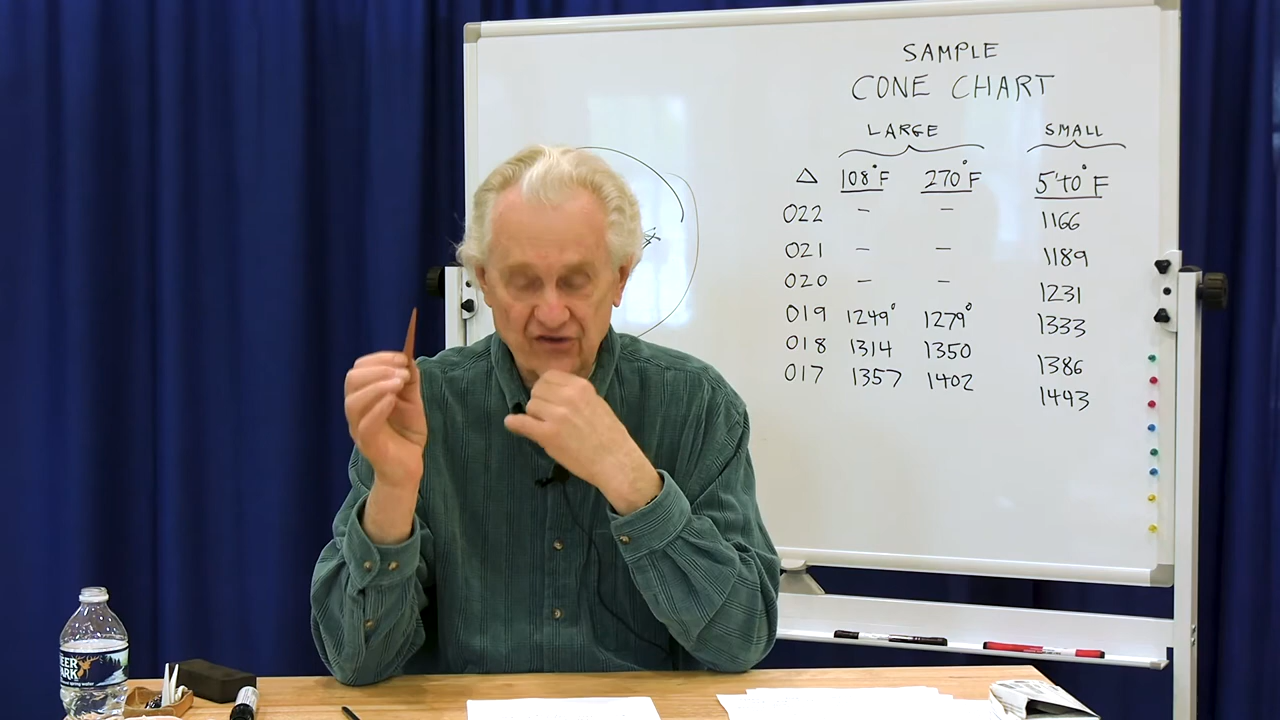 SAMPLE
CONE CHART
LARGE SMALL
△ 108°F 270°F 540°F
022 – – 1166
021 – – 1189
020 – – 1231
019 1249° 1279° 1333
018 1314 1350 1386
017 1357 1402 1443